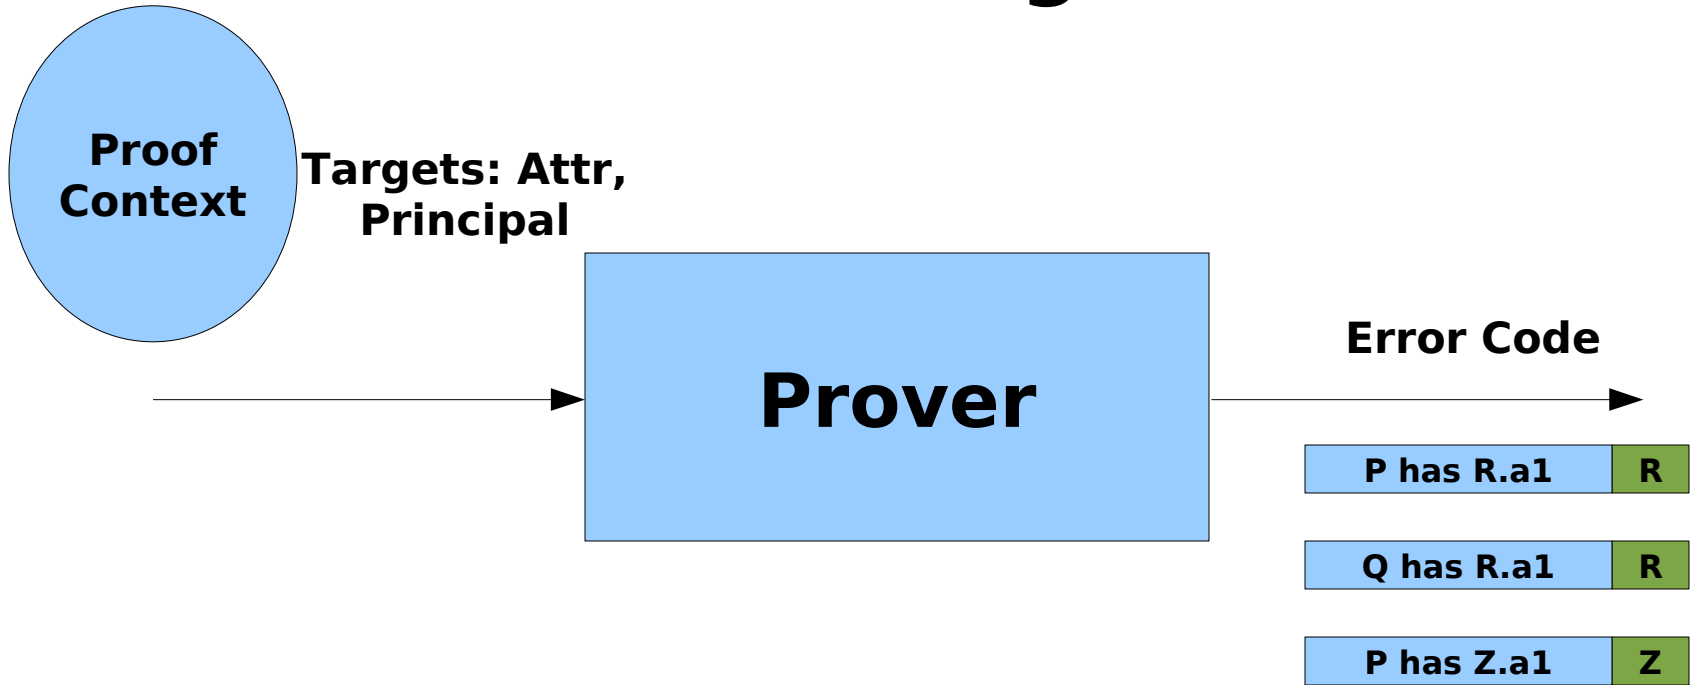 Proof
Context
Targets: Attr,
Principal
Prover
Error Code
P has R.a1 R
Q has R.a1 R
P has Z.a1 Z